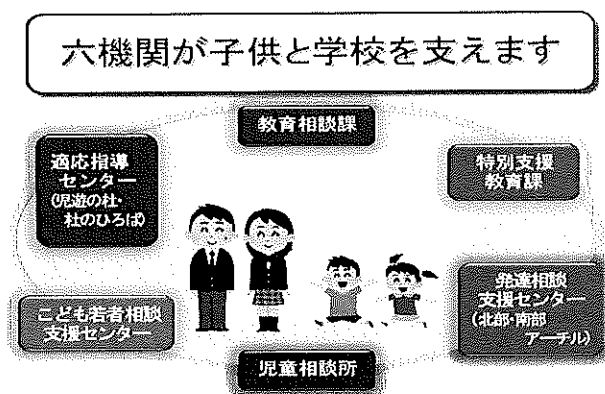 六機関が子供と学校を支えます
教育相談課
適応指導
センター
(児遊の杜・
杜のひろば)
特別支援
教育課
こども若者相談
支援センター
発達相談
支援センター
(北部・南部
アーチル)
児童相談所